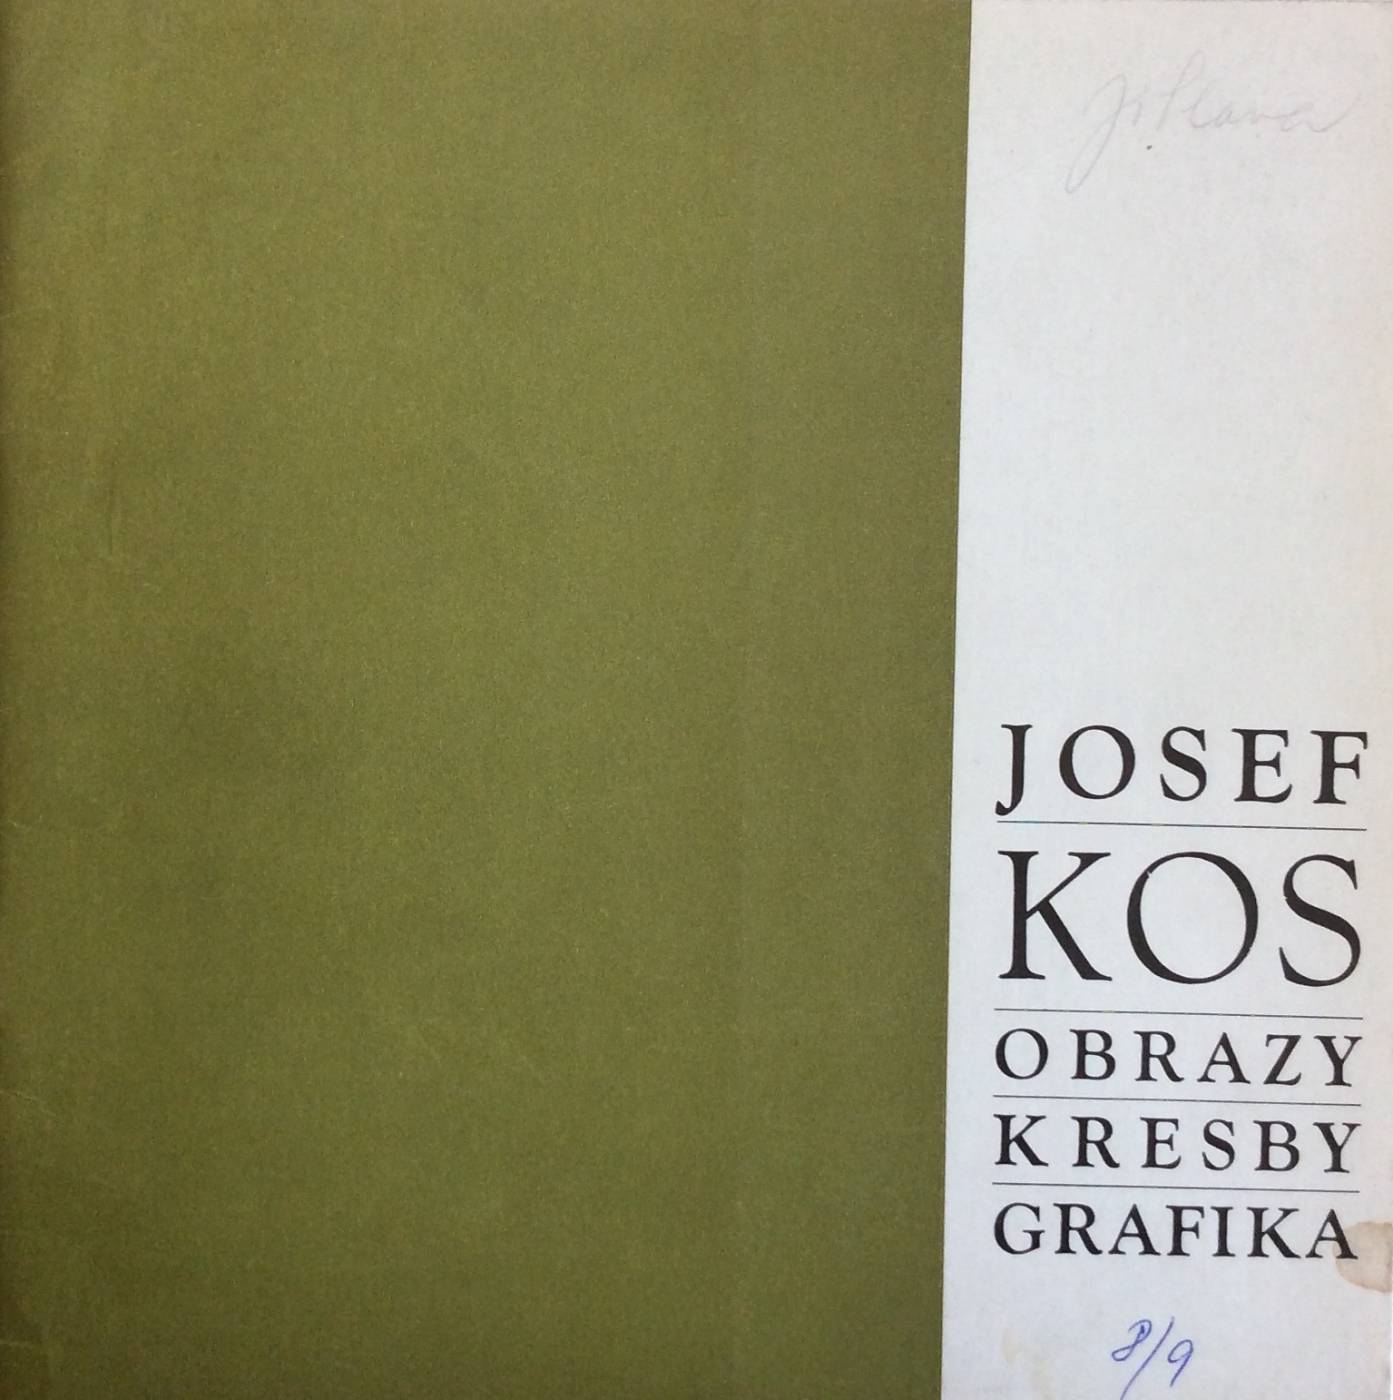 JOSEF
KOS
OBRAZY
KRESBY
GRAFIKA
8/9